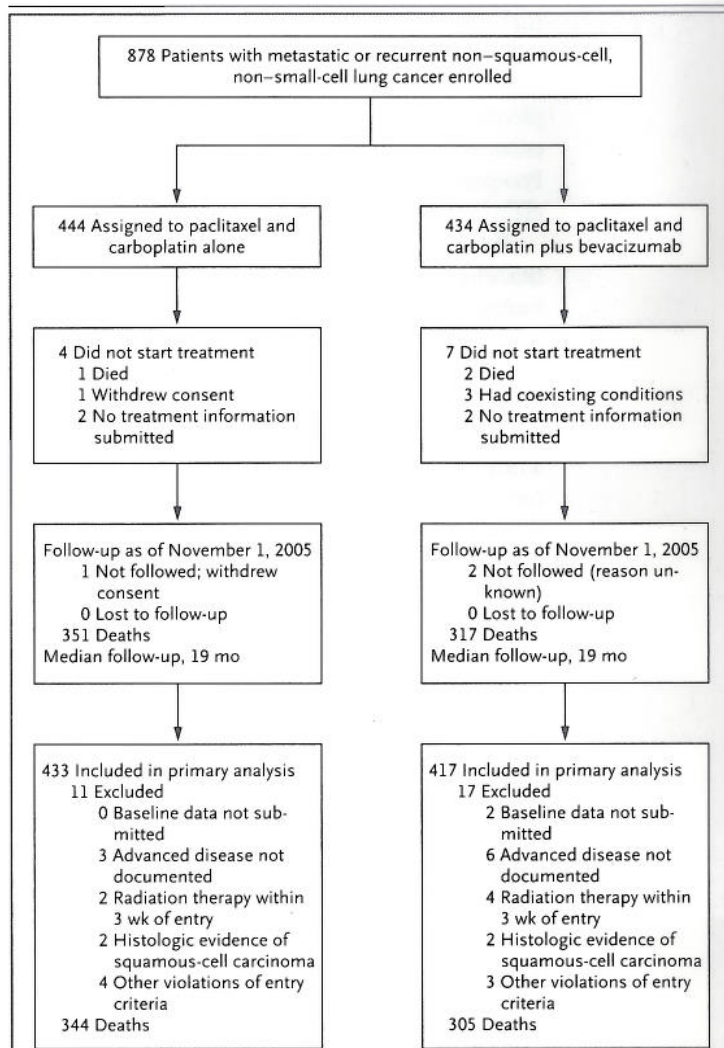 878 Patients with metastatic or recurrent non–squamous-cell,
non–small-cell lung cancer enrolled
444 Assigned to paclitaxel and
carboplatin alone
434 Assigned to paclitaxel and
carboplatin plus bevacizumab
4 Did not start treatment
1 Died
1 Withdrew consent
2 No treatment information
submitted
7 Did not start treatment
2 Died
3 Had coexisting conditions
2 No treatment information
submitted
Follow-up as of November 1, 2005
1 Not followed; withdrew
consent
0 Lost to follow-up
351 Deaths
Median follow-up, 19 mo
Follow-up as of November 1, 2005
2 Not followed (reason un-
known)
0 Lost to follow-up
317 Deaths
Median follow-up, 19 mo
433 Included in primary analysis
11 Excluded
0 Baseline data not sub-
mitted
3 Advanced disease not
documented
2 Radiation therapy within
3 wk of entry
2 Histologic evidence of
squamous-cell carcinoma
4 Other violations of entry
criteria
344 Deaths
417 Included in primary analysis
17 Excluded
2 Baseline data not sub-
mitted
6 Advanced disease not
documented
4 Radiation therapy within
3 wk of entry
2 Histologic evidence of
squamous-cell carcinoma
3 Other violations of entry
criteria
305 Deaths